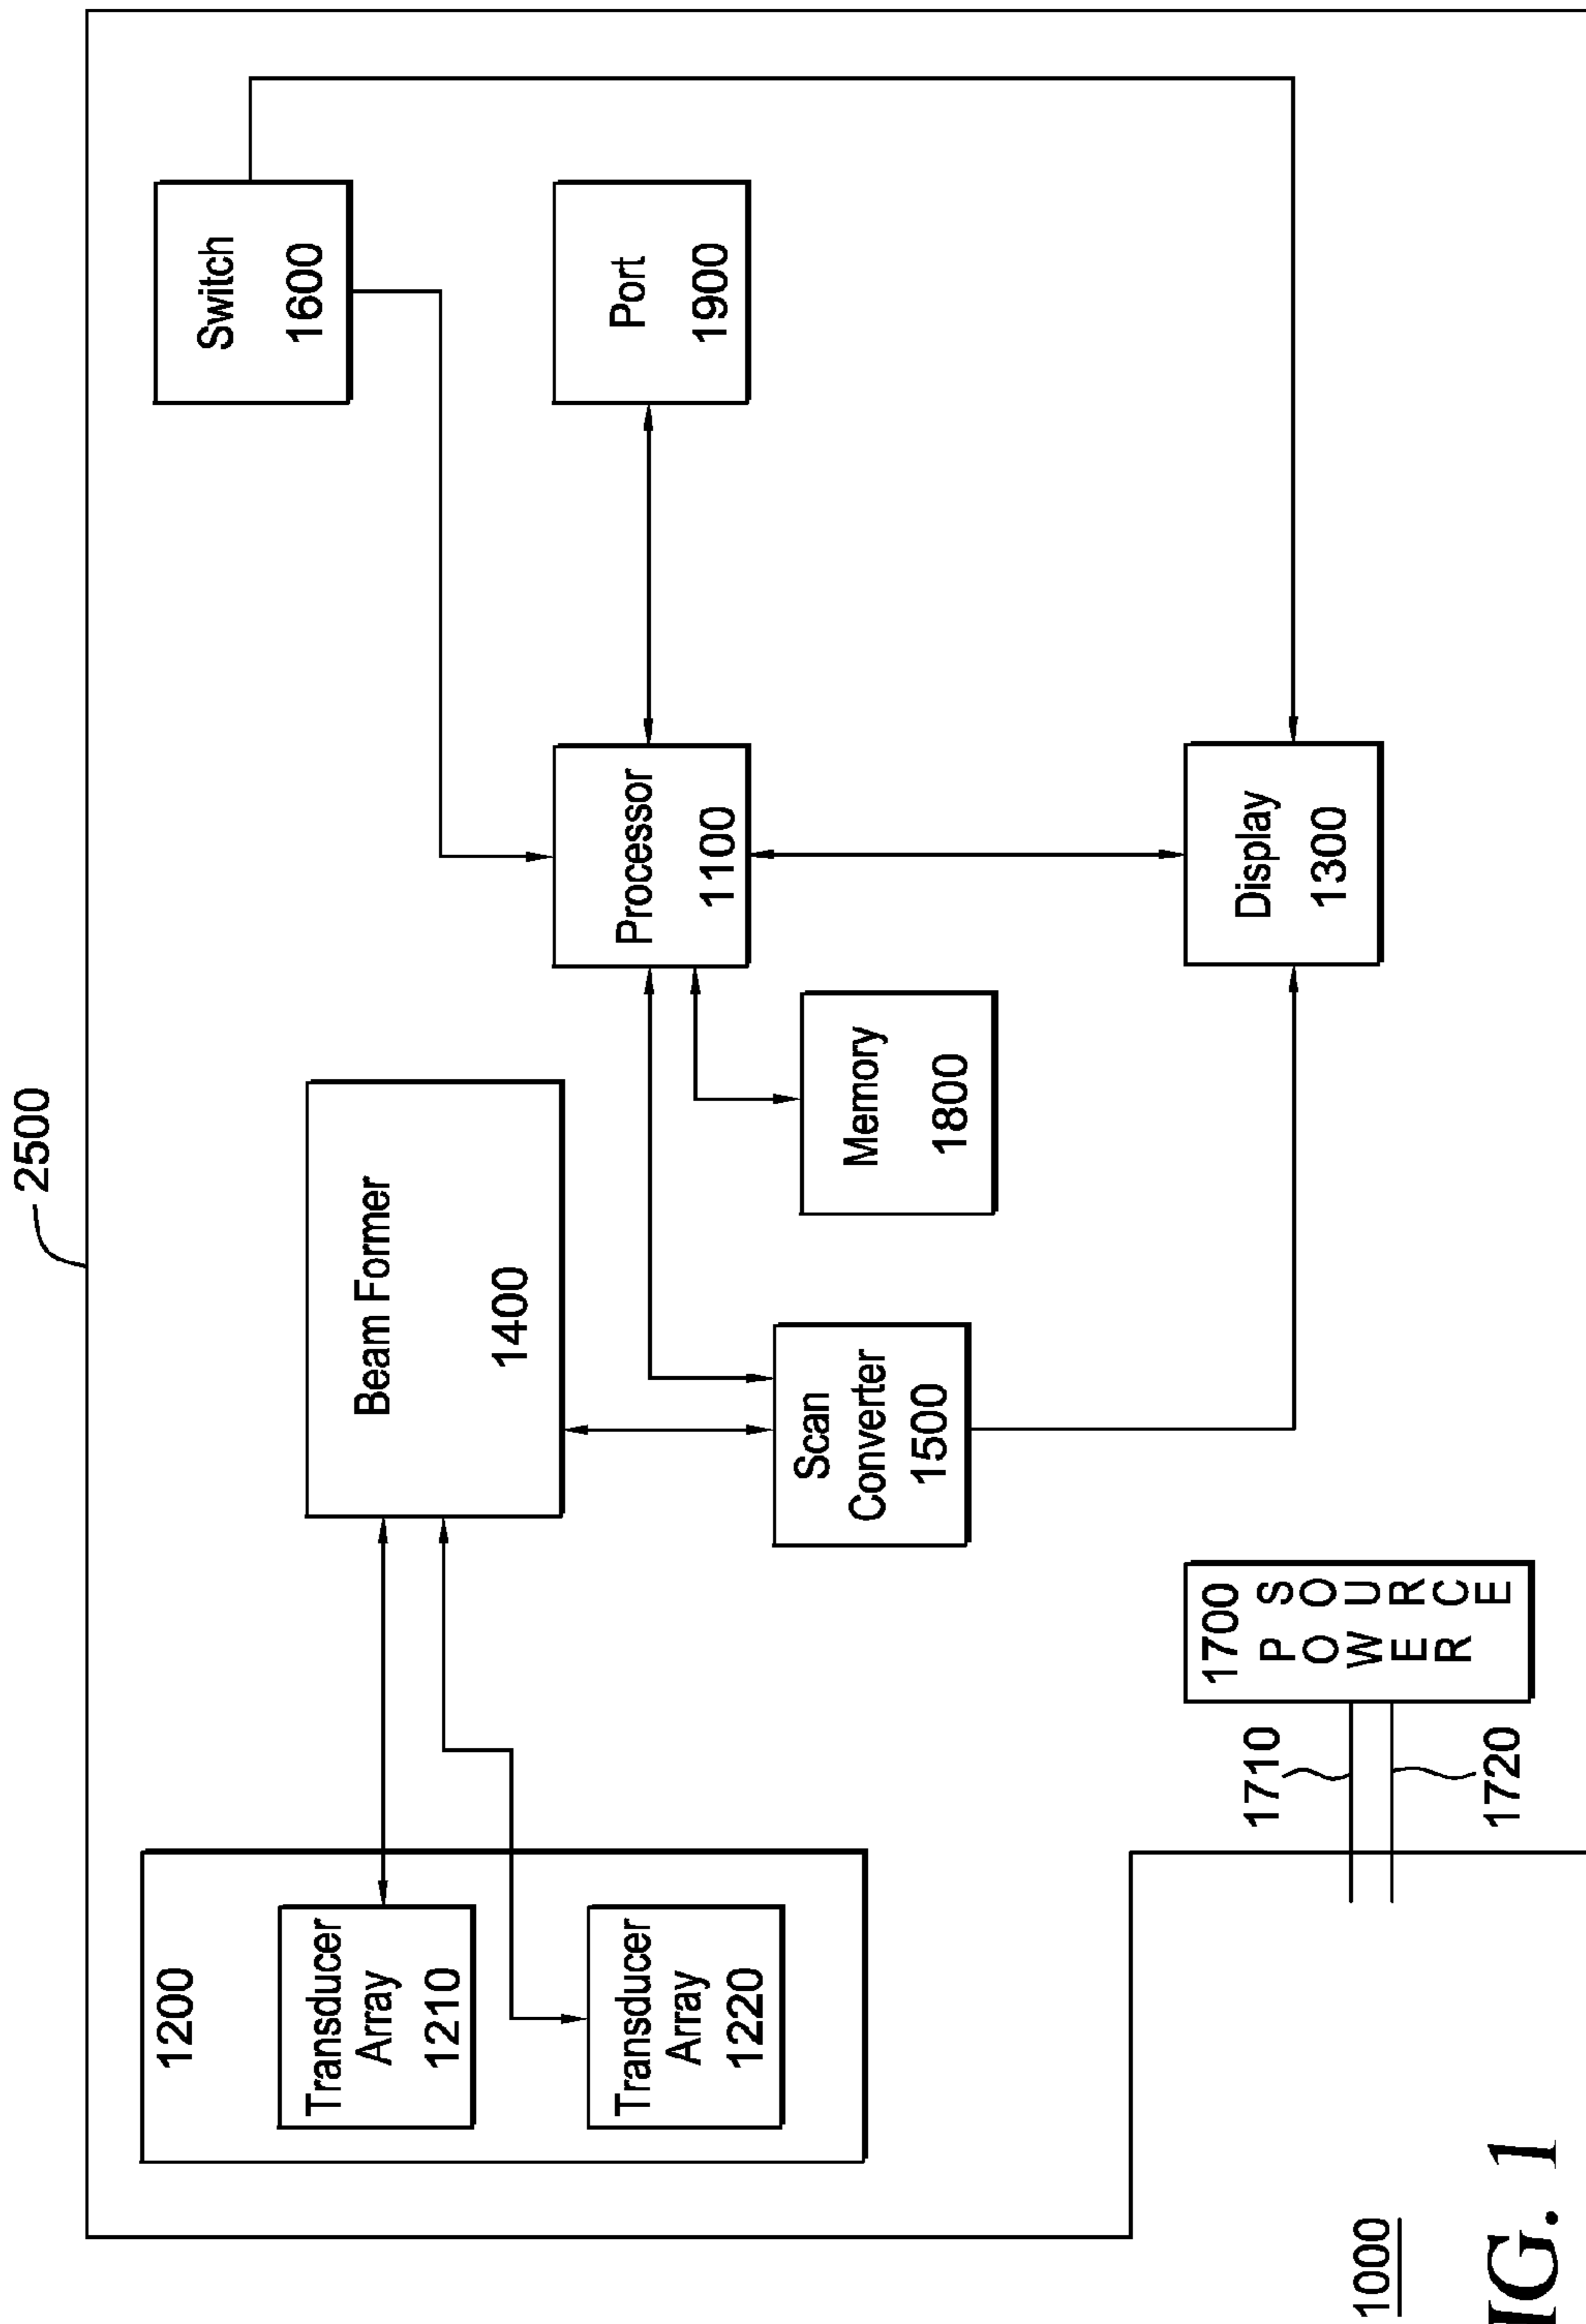 2500
1200
Transducer
Array
1210
Transducer
Array
1220
Beam Former
1400
Scan
Converter
1500
Memory
1800
Processor
1100
Switch
1600
Port
1900
Display
1300
1700
POWER
SOURCE
1710
1720
1000
IG. 1